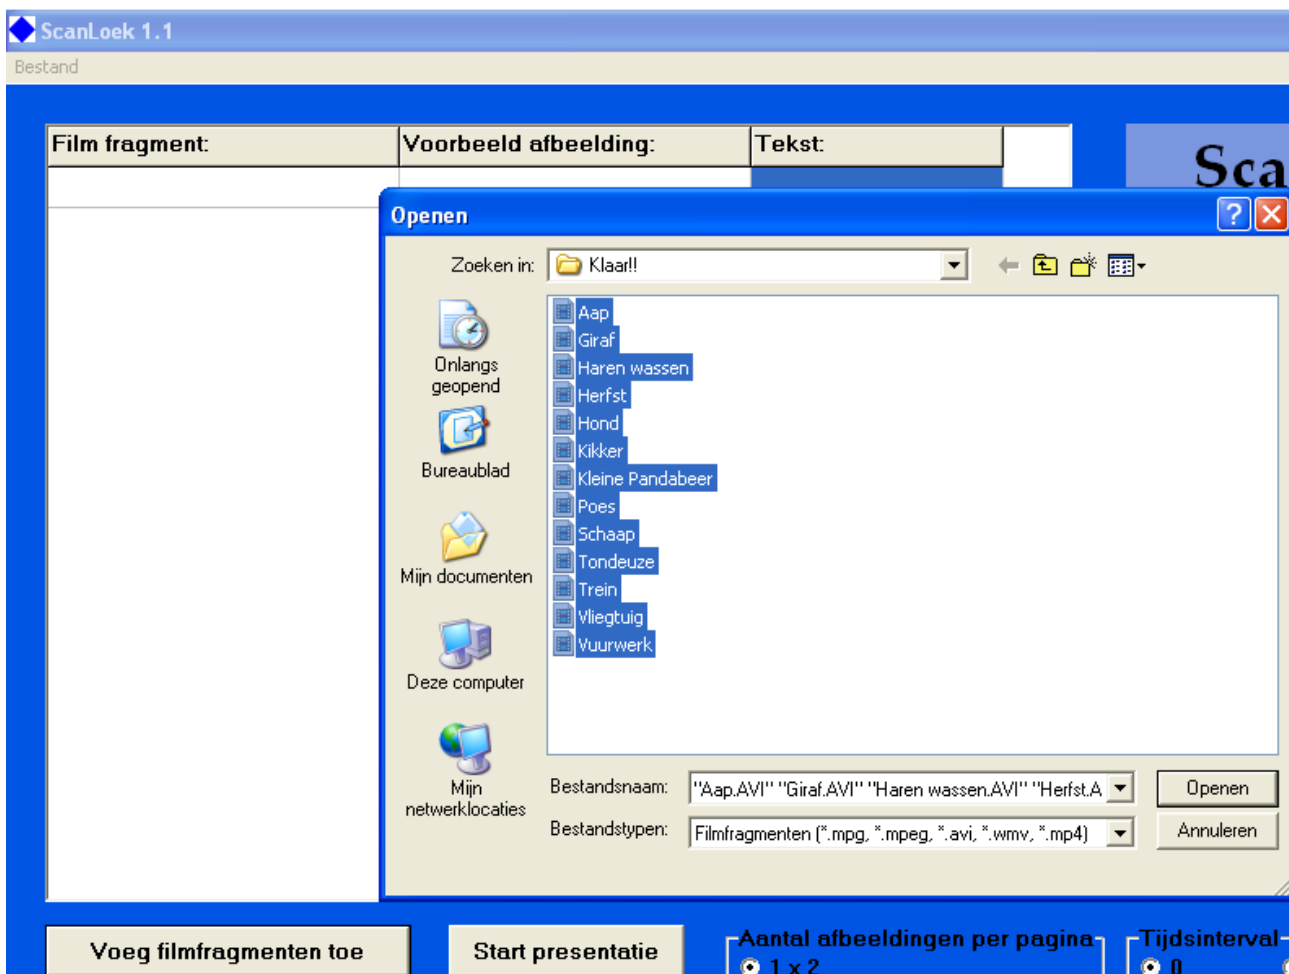 ScanLoek 1.1
Bestand
Film fragment: Voorbeeld afbeelding: Tekst:
Sca
Openen
Zoeken in: Klaar!!
Onlangs
geopend
Bureaublad
Mijn documenten
Deze computer
Mijn
netwerklocaties
Aap
Giraf
Haren wassen
Herfst
Hond
Kikker
Kleine Pandabeer
Poes
Schaap
Tondeuze
Trein
Vliegtuig
Vuurwerk
Bestandsnaam: "Aap.AVI" "Giraf.AVI" "Haren wassen.AVI" "Herfst.A Openen
Bestandstypen: Filmfragmenten (*.mpg, *.mpeg, *.avi, *.wmv, *.mp4) Annuleren
Voeg filmfragmenten toe
Start presentatie
Aantal afbeeldingen per pagina
1 x 2
Tijdsinterval
0